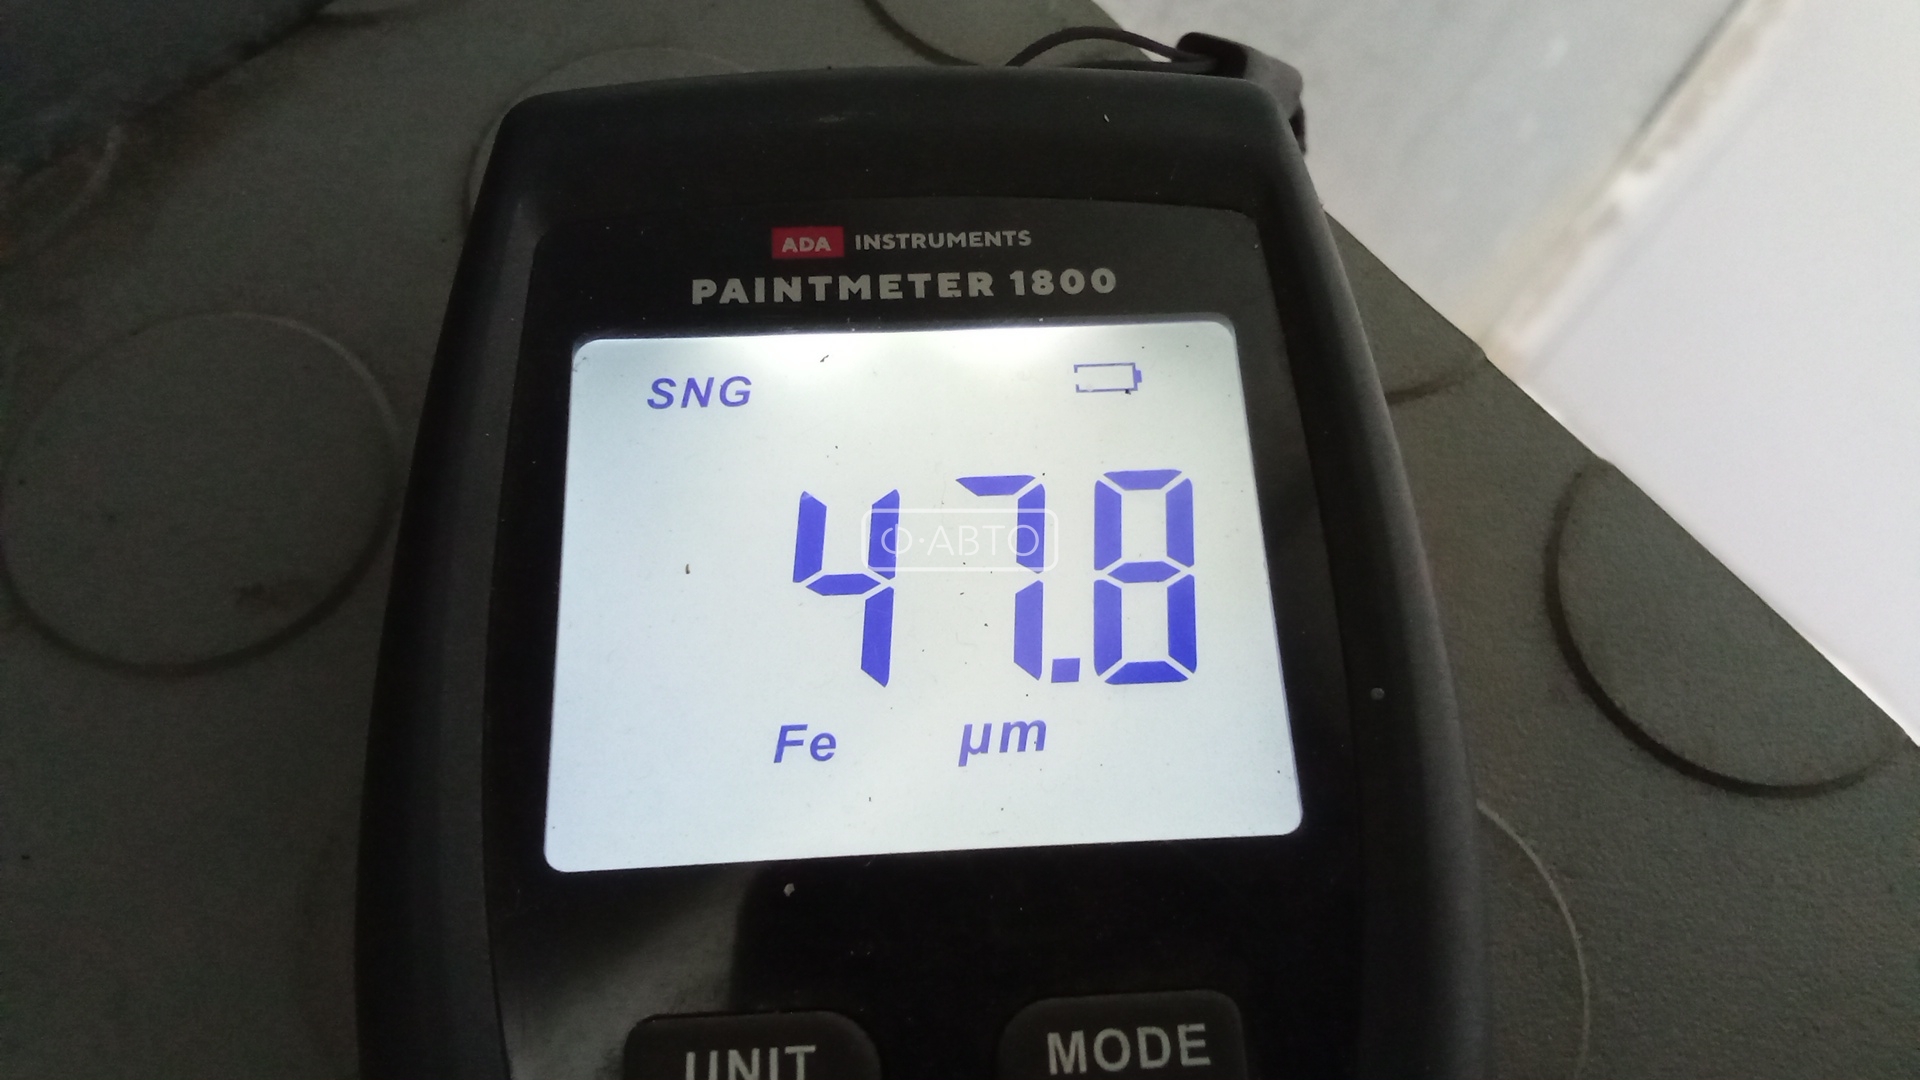 ADA INSTRUMENTS
PAINTMETER 1800
SNG
47.8
О·АВТО
Fe µm
UNIT MODE